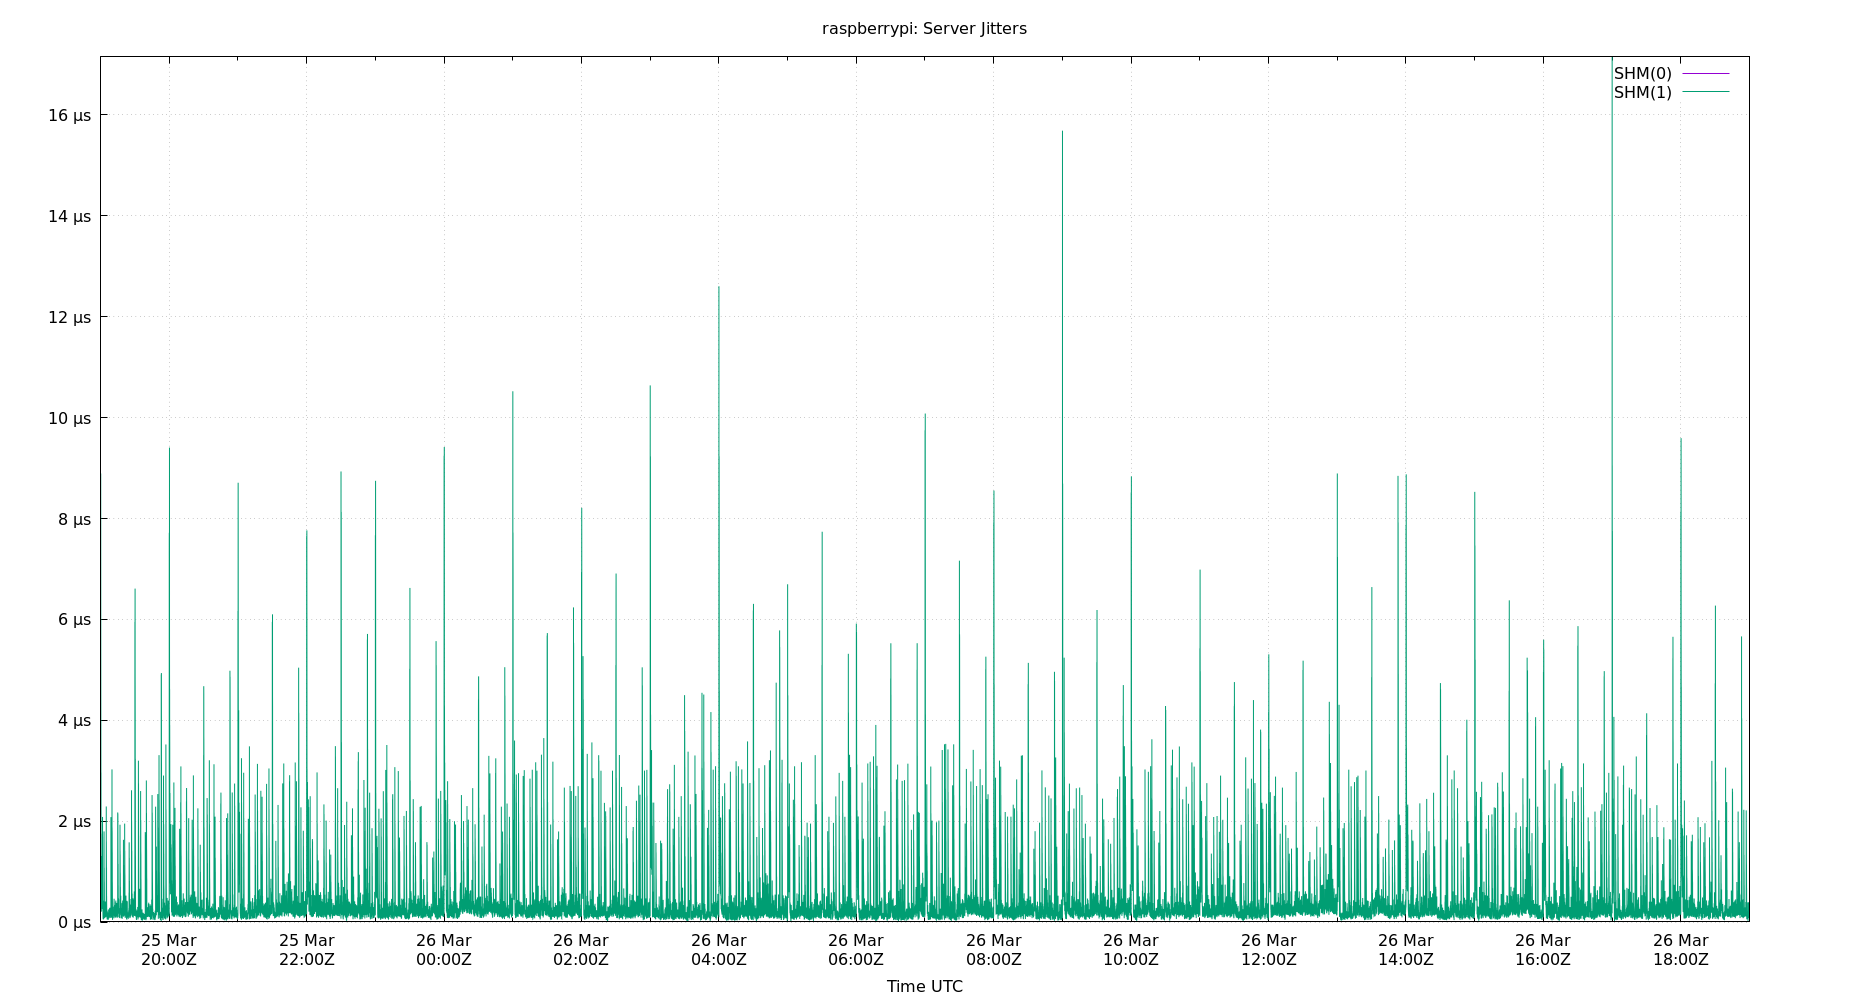 raspberrypi: Server Jitters
SHM(0)
SHM(1)
16 µs
14 µs
12 µs
10 µs
8 µs
6 µs
4 µs
2 µs
0 µs
25 Mar 25 Mar 26 Mar 26 Mar 26 Mar 26 Mar 26 Mar 26 Mar 26 Mar 26 Mar 26 Mar 26 Mar
20:00Z 22:00Z 00:00Z 02:00Z 04:00Z 06:00Z 08:00Z 10:00Z 12:00Z 14:00Z 16:00Z 18:00Z
Time UTC